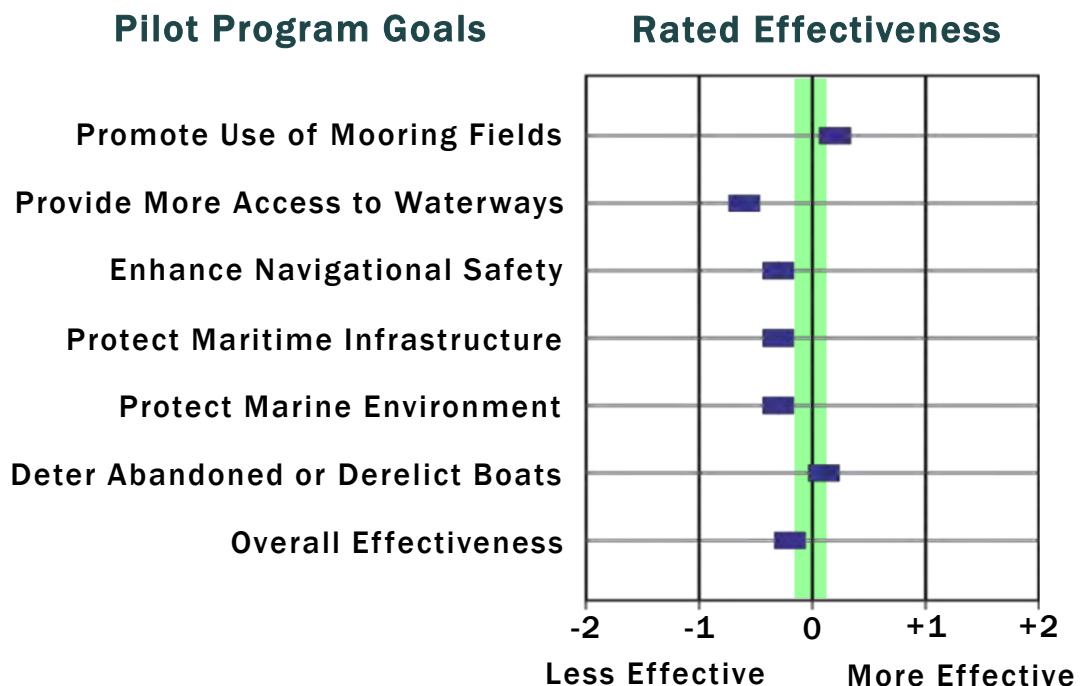 Pilot Program Goals
Rated Effectiveness
Promote Use of Mooring Fields
Provide More Access to Waterways
Enhance Navigational Safety
Protect Maritime Infrastructure
Protect Marine Environment
Deter Abandoned or Derelict Boats
Overall Effectiveness
-2 -1 0 +1 +2
Less Effective More Effective